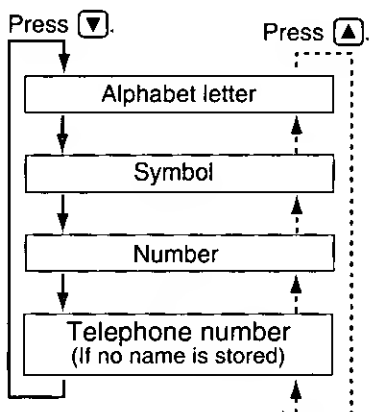 Press ▼.
Press ▲.
Alphabet letter
Symbol
Number
Telephone number
(If no name is stored)